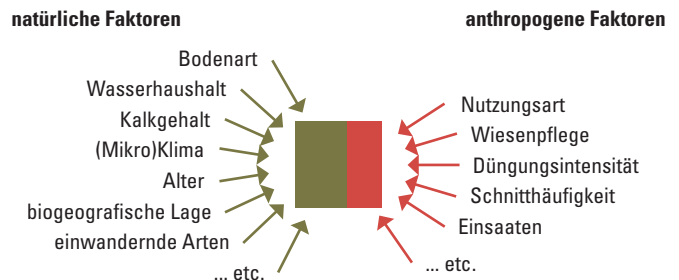 natürliche Faktoren
Bodenart
Wasserhaushalt
Kalkgehalt
(Mikro)Klima
Alter
biogeografische Lage
einwandernde Arten
... etc.
anthropogene Faktoren
Nutzungsart
Wiesenpflege
Düngungsintensität
Schnitthäufigkeit
Einsaaten
... etc.